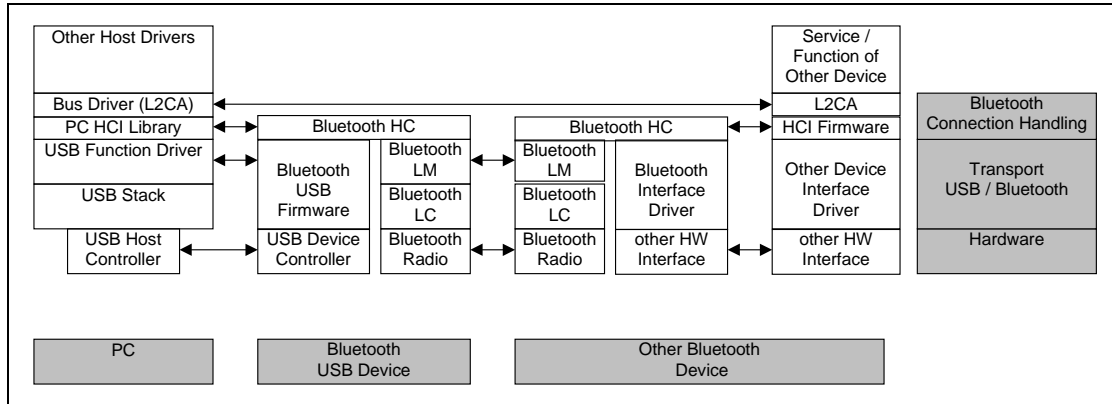 Other Host Drivers
Bus Driver (L2CA)
PC HCI Library
USB Function Driver
USB Stack
USB Host
Controller
Bluetooth HC
Bluetooth
USB
Firmware
USB Device
Controller
Bluetooth
LM
Bluetooth
LC
Bluetooth
Radio
Bluetooth HC
Bluetooth
LM
Bluetooth
LC
Bluetooth
Radio
Bluetooth
Interface
Driver
other HW
Interface
Service /
Function of
Other Device
L2CA
HCI Firmware
Other Device
Interface
Driver
other HW
Interface
Bluetooth
Connection Handling
Transport
USB / Bluetooth
Hardware
PC
Bluetooth
USB Device
Other Bluetooth
Device